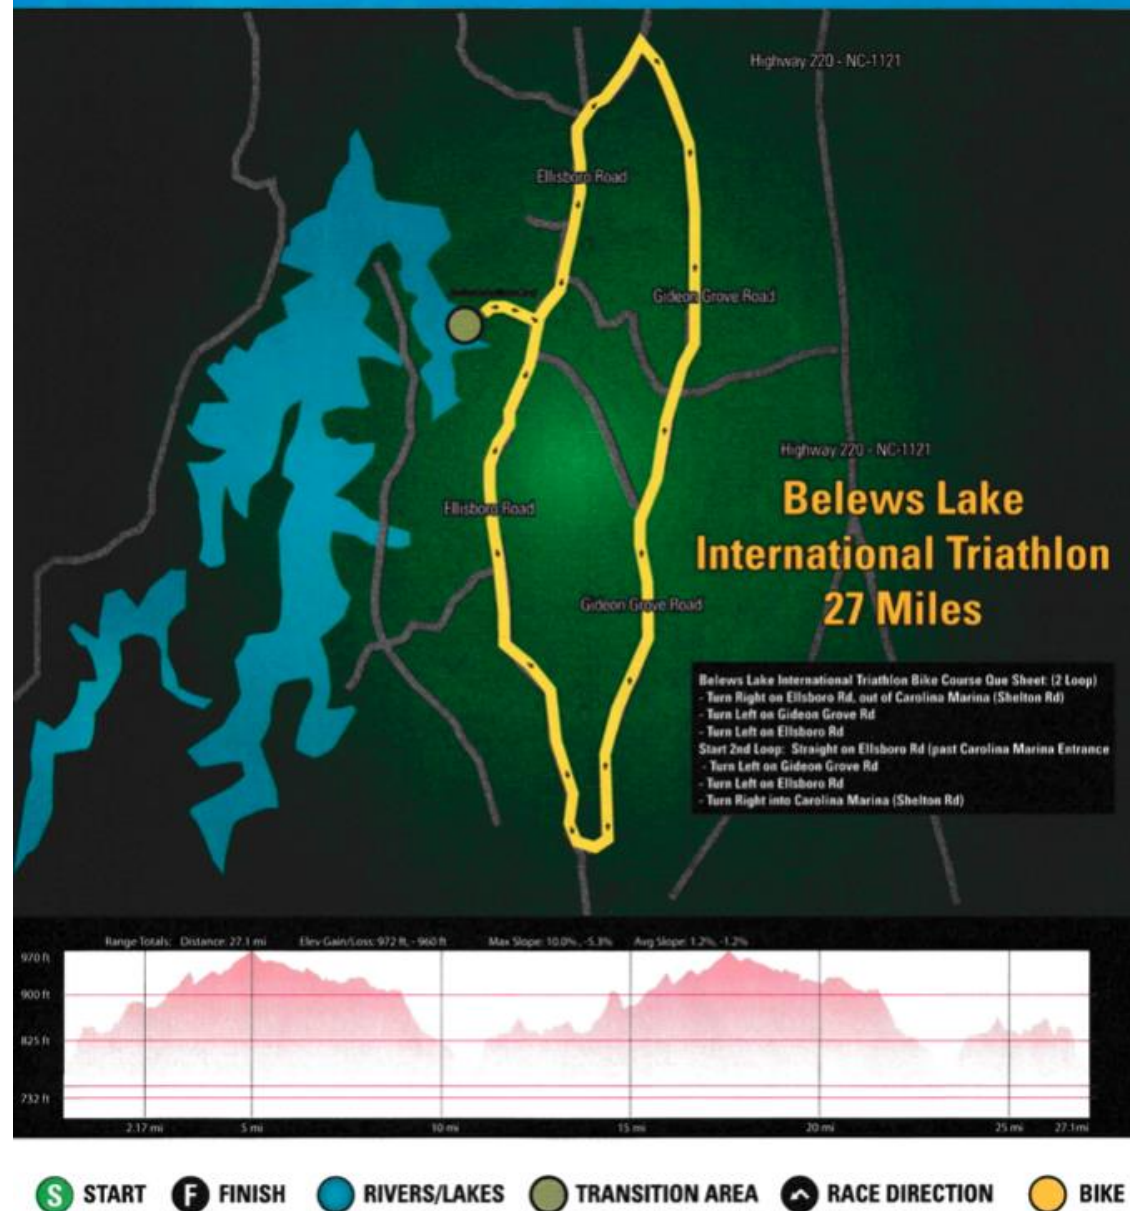 Highway 220 - NC-1121
Ellisboro Road
Gideon Grove Road
Highway 220 - NC-1121
Belews Lake
International Triathlon
27 Miles
Ellisboro Road
Gideon Grove Road
Belews Lake International Triathlon Bike Course Que Sheet: (2 Loop)
- Turn Right on Ellsboro Rd, out of Carolina Marina (Shelton Rd)
- Turn Left on Gideon Grove Rd
- Turn Left on Ellsboro Rd
Start 2nd Loop: Straight on Ellsboro Rd (past Carolina Marina Entrance
- Turn Left on Gideon Grove Rd
- Turn Left on Ellsboro Rd
- Turn Right into Carolina Marina (Shelton Rd)
Range Totals: Distance: 27.1 mi Elev Gain/Loss: 972 ft, - 960 ft Max Slope: 10.0%, -5.3% Avg Slope: 1.2%, -1.2%
970 ft
900 ft
825 ft
732 ft
2.17 mi 5 mi 10 mi 15 mi 20 mi 25 mi 27.1mi
S START F FINISH RIVERS/LAKES TRANSITION AREA RACE DIRECTION BIKE